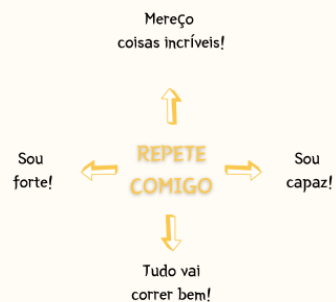 Mereço
coisas incríveis!
Sou
forte!
REPETE
COMIGO
Sou
capaz!
Tudo vai
correr bem!